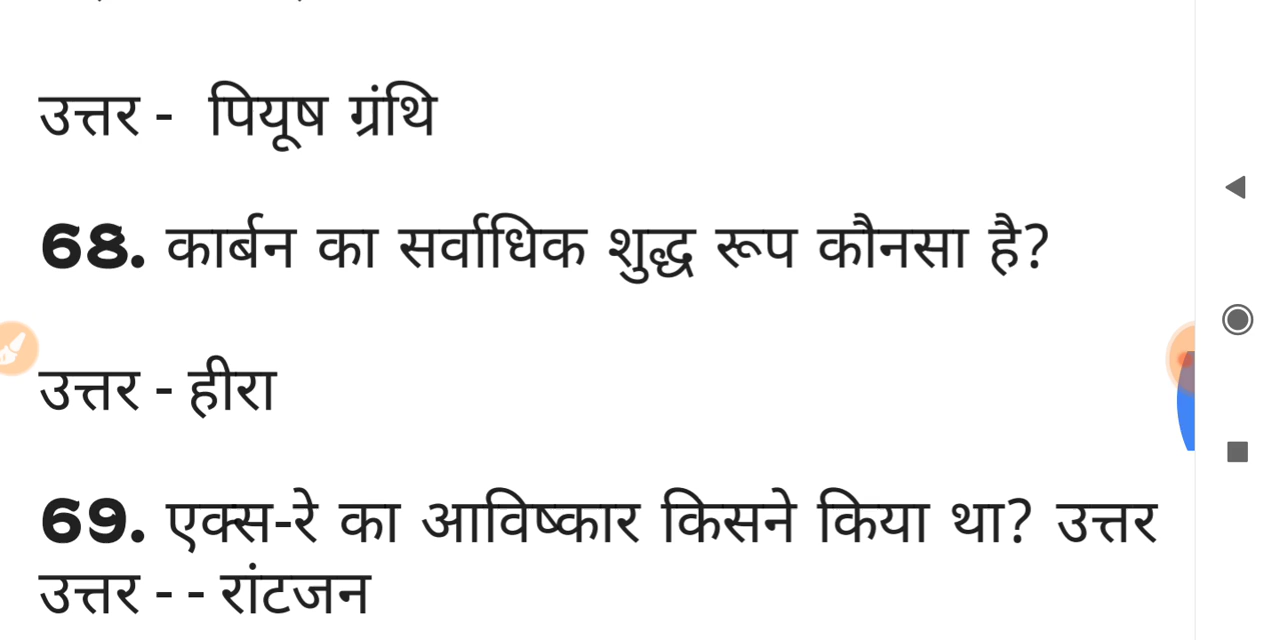 उत्तर - पियूष ग्रंथि
68. कार्बन का सर्वाधिक शुद्ध रूप कौनसा है?
उत्तर - हीरा
69. एक्स-रे का आविष्कार किसने किया था? उत्तर
उत्तर - - रांटजन